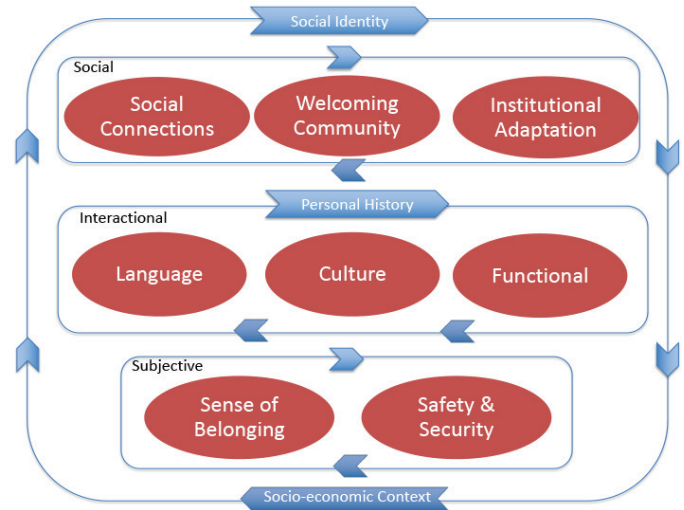 Social Identity
Social
Social
Connections
Welcoming
Community
Institutional
Adaptation
Personal History
Interactional
Language
Culture
Functional
Subjective
Sense of
Belonging
Safety &
Security
Socio-economic Context